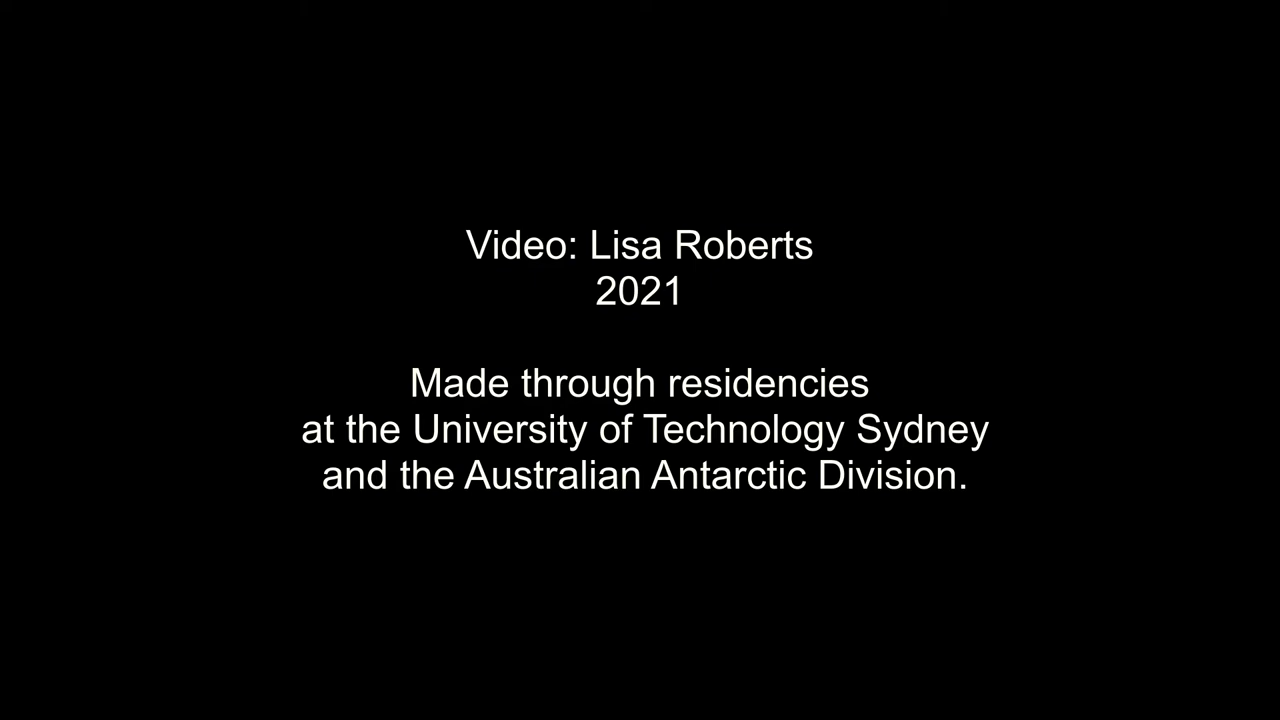 Video: Lisa Roberts
2021
Made through residencies
at the University of Technology Sydney
and the Australian Antarctic Division.